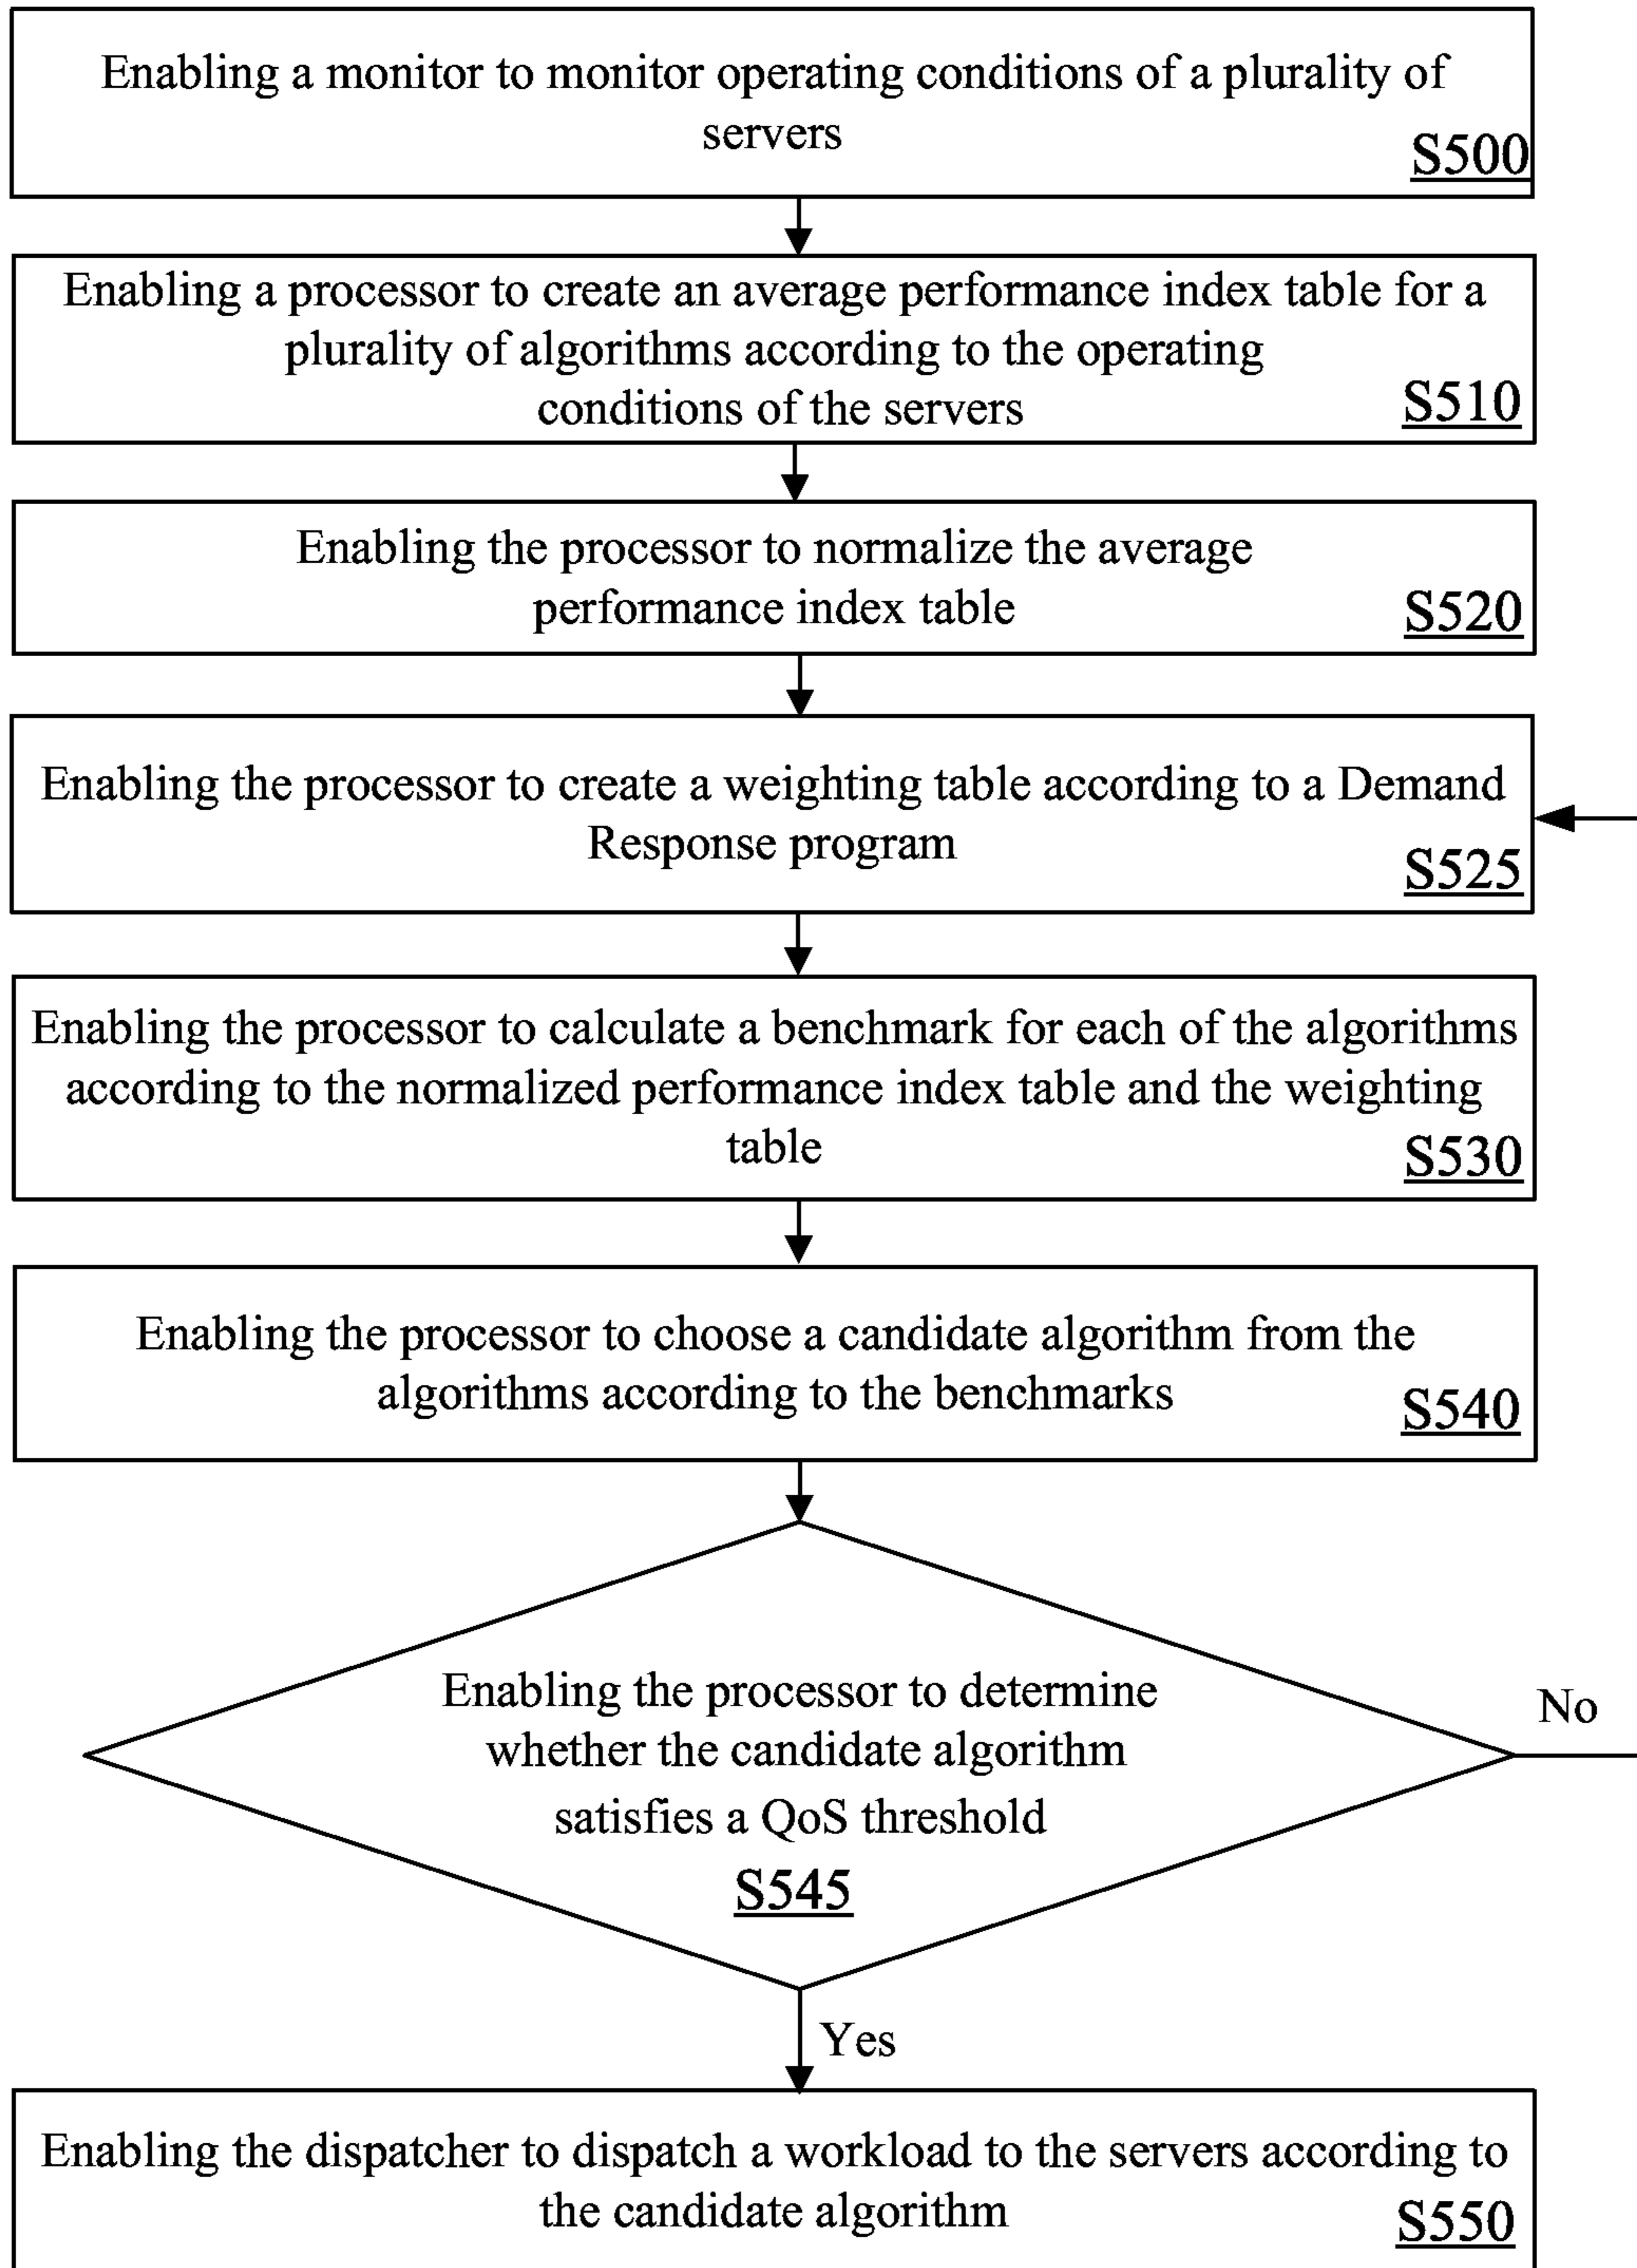 Enabling a monitor to monitor operating conditions of a plurality of
servers
S500
Enabling a processor to create an average performance index table for a
plurality of algorithms according to the operating
conditions of the servers
S510
Enabling the processor to normalize the average
performance index table
S520
Enabling the processor to create a weighting table according to a Demand
Response program
S525
Enabling the processor to calculate a benchmark for each of the algorithms
according to the normalized performance index table and the weighting
table
S530
Enabling the processor to choose a candidate algorithm from the
algorithms according to the benchmarks
S540
Enabling the processor to determine
whether the candidate algorithm
satisfies a QoS threshold
S545
No
Yes
Enabling the dispatcher to dispatch a workload to the servers according to
the candidate algorithm
S550